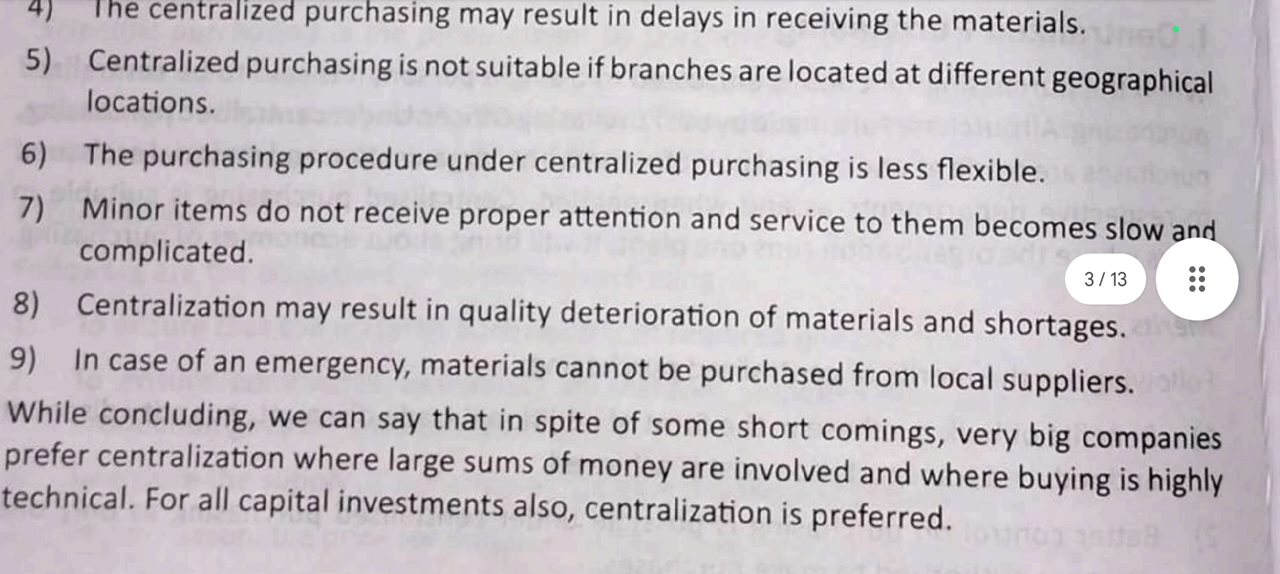 4) The centralized purchasing may result in delays in receiving the materials.
5) Centralized purchasing is not suitable if branches are located at different geographical
locations.
6) The purchasing procedure under centralized purchasing is less flexible.
7) Minor items do not receive proper attention and service to them becomes slow and
complicated.
3 / 13
8) Centralization may result in quality deterioration of materials and shortages.
9) In case of an emergency, materials cannot be purchased from local suppliers.
While concluding, we can say that in spite of some short comings, very big companies
prefer centralization where large sums of money are involved and where buying is highly
technical. For all capital investments also, centralization is preferred.